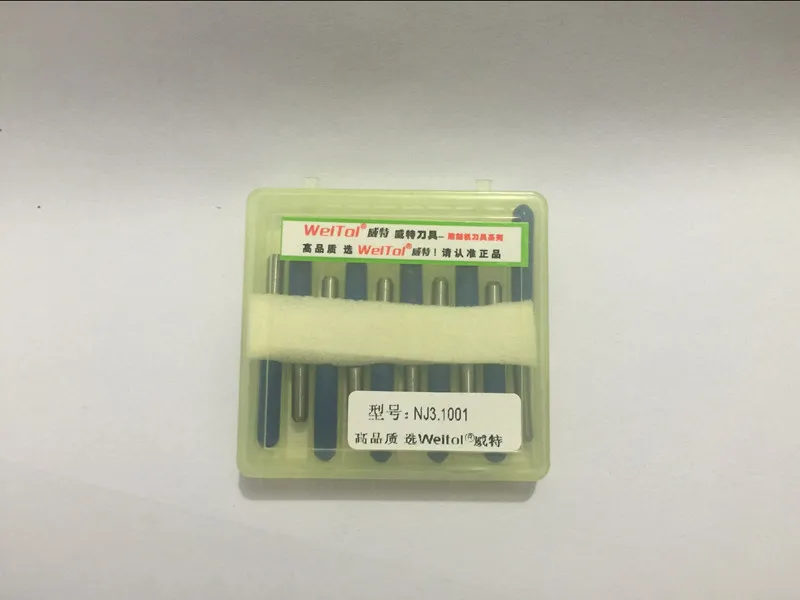 WeiTol® 威特 威特刀具— 雕刻机刀具系列
高品质 选 WeiTol® 威特！请认准正品
型号：NJ3.1001
高品质 选Weitol®威特